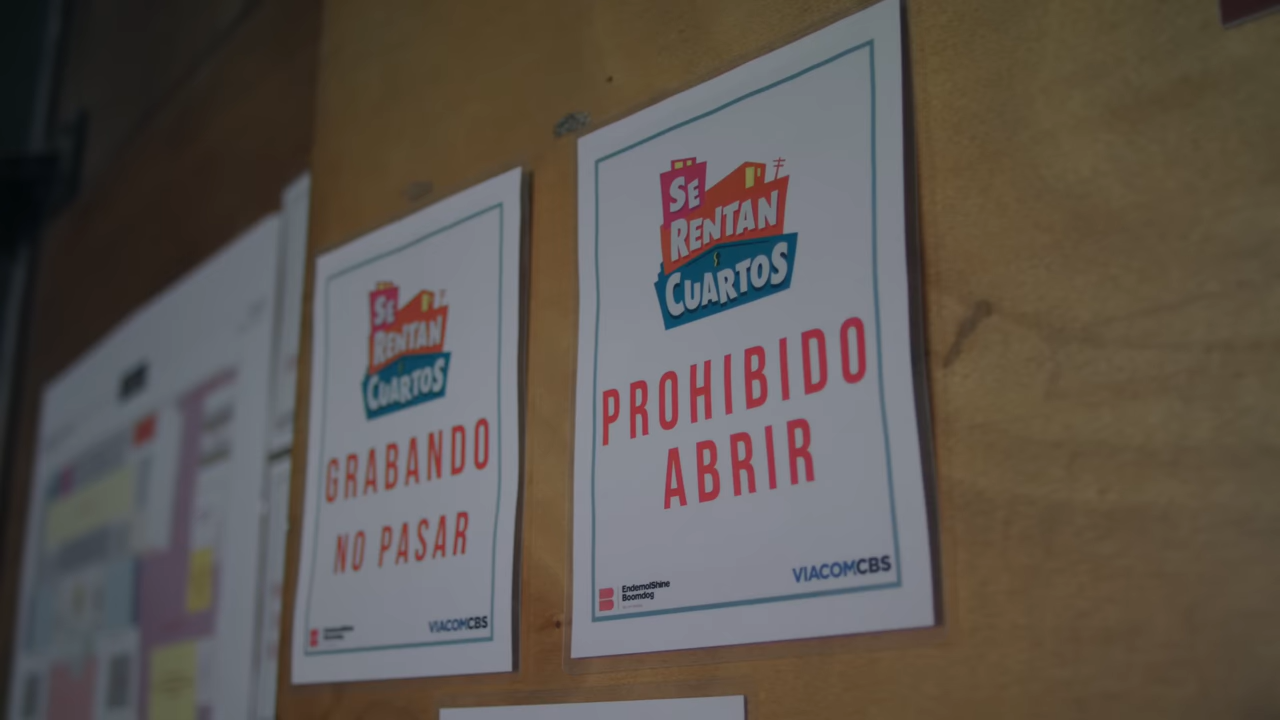 SE
RENTAN
CUARTOS
GRABANDO
NO PASAR
VIACOMCBS
SE
RENTAN
CUARTOS
PROHIBIDO
ABRIR
EndemolShine
Boomdog
VIACOMCBS